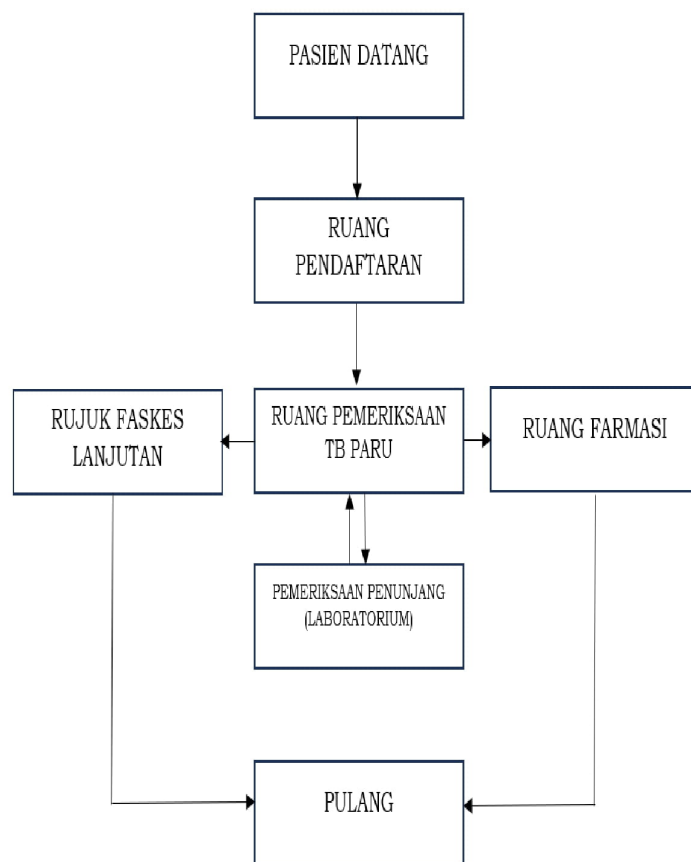 PASIEN DATANG
RUANG
PENDAFTARAN
RUJUK FASKES
LANJUTAN
RUANG PEMERIKSAAN
TB PARU
RUANG FARMASI
PEMERIKSAAN PENUNJANG
(LABORATORIUM)
PULANG